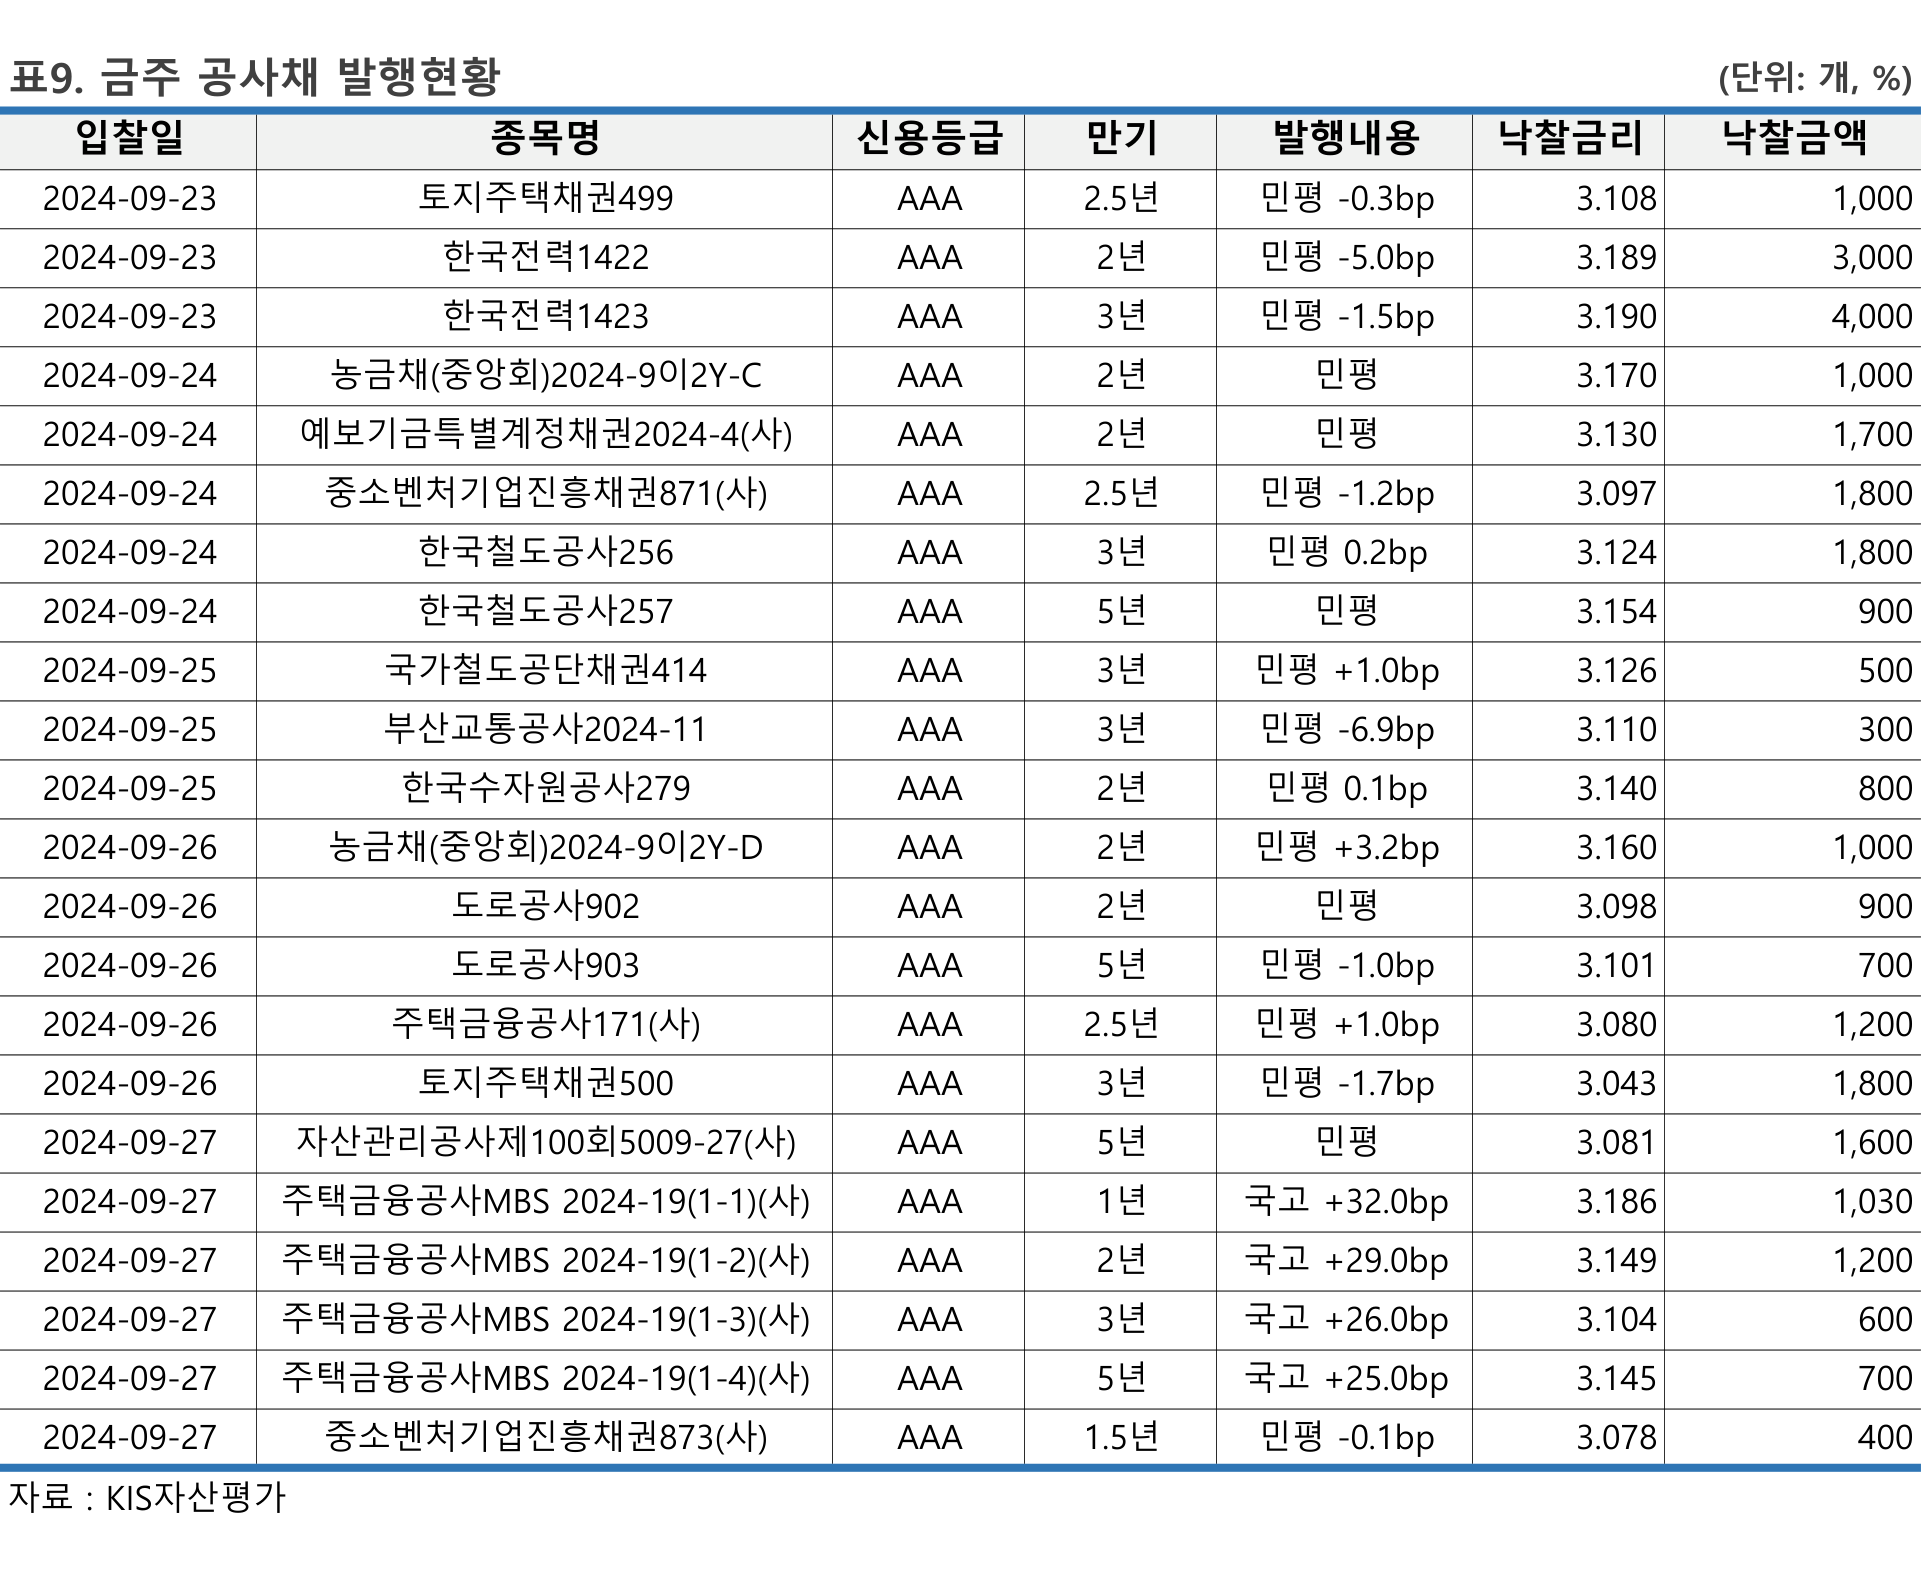 표9. 금주 공사채 발행현황 (단위: 개, %)
입찰일 종목명 신용등급 만기 발행내용 낙찰금리 낙찰금액
2024-09-23 토지주택채권499 AAA 2.5년 민평 -0.3bp 3.108 1,000
2024-09-23 한국전력1422 AAA 2년 민평 -5.0bp 3.189 3,000
2024-09-23 한국전력1423 AAA 3년 민평 -1.5bp 3.190 4,000
2024-09-24 농금채(중앙회)2024-9이2Y-C AAA 2년 민평 3.170 1,000
2024-09-24 예보기금특별계정채권2024-4(사) AAA 2년 민평 3.130 1,700
2024-09-24 중소벤처기업진흥채권871(사) AAA 2.5년 민평 -1.2bp 3.097 1,800
2024-09-24 한국철도공사256 AAA 3년 민평 0.2bp 3.124 1,800
2024-09-24 한국철도공사257 AAA 5년 민평 3.154 900
2024-09-25 국가철도공단채권414 AAA 3년 민평 +1.0bp 3.126 500
2024-09-25 부산교통공사2024-11 AAA 3년 민평 -6.9bp 3.110 300
2024-09-25 한국수자원공사279 AAA 2년 민평 0.1bp 3.140 800
2024-09-26 농금채(중앙회)2024-9이2Y-D AAA 2년 민평 +3.2bp 3.160 1,000
2024-09-26 도로공사902 AAA 2년 민평 3.098 900
2024-09-26 도로공사903 AAA 5년 민평 -1.0bp 3.101 700
2024-09-26 주택금융공사171(사) AAA 2.5년 민평 +1.0bp 3.080 1,200
2024-09-26 토지주택채권500 AAA 3년 민평 -1.7bp 3.043 1,800
2024-09-27 자산관리공사제100회5009-27(사) AAA 5년 민평 3.081 1,600
2024-09-27 주택금융공사MBS 2024-19(1-1)(사) AAA 1년 국고 +32.0bp 3.186 1,030
2024-09-27 주택금융공사MBS 2024-19(1-2)(사) AAA 2년 국고 +29.0bp 3.149 1,200
2024-09-27 주택금융공사MBS 2024-19(1-3)(사) AAA 3년 국고 +26.0bp 3.104 600
2024-09-27 주택금융공사MBS 2024-19(1-4)(사) AAA 5년 국고 +25.0bp 3.145 700
2024-09-27 중소벤처기업진흥채권873(사) AAA 1.5년 민평 -0.1bp 3.078 400
자료 : KIS자산평가